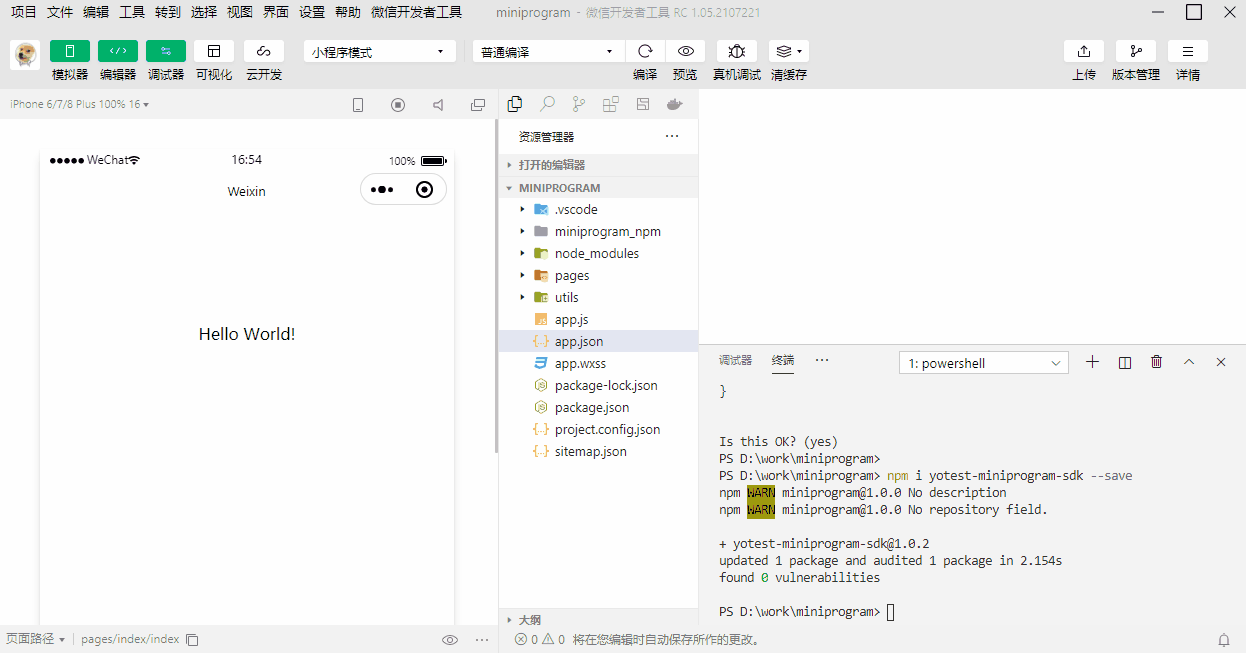 项目 文件 编辑 工具 转到 选择 视图 界面 设置 帮助 微信开发者工具 miniprogram - 微信开发者工具 RC 1.05.2107221
小程序模式 普通编译
模拟器 编辑器 调试器 可视化 云开发 编译 预览 真机调试 清缓存 上传 版本管理 详情
iPhone 6/7/8 Plus 100% 16
WeChat 16:54 100%
Weixin
Hello World!
页面路径 pages/index/index
资源管理器
打开的编辑器
MINIPROGRAM
.vscode
miniprogram_npm
node_modules
pages
utils
app.js
app.json
app.wxss
package-lock.json
package.json
project.config.json
sitemap.json
大纲
0 0 将在您编辑时自动保存所作的更改。
调试器 终端 ··· 1: powershell
}
Is this OK? (yes)
PS D:\work\miniprogram>
PS D:\work\miniprogram> npm i yotest-miniprogram-sdk --save
npm WARN miniprogram@1.0.0 No description
npm WARN miniprogram@1.0.0 No repository field.
+ yotest-miniprogram-sdk@1.0.2
updated 1 package and audited 1 package in 2.154s
found 0 vulnerabilities
PS D:\work\miniprogram>